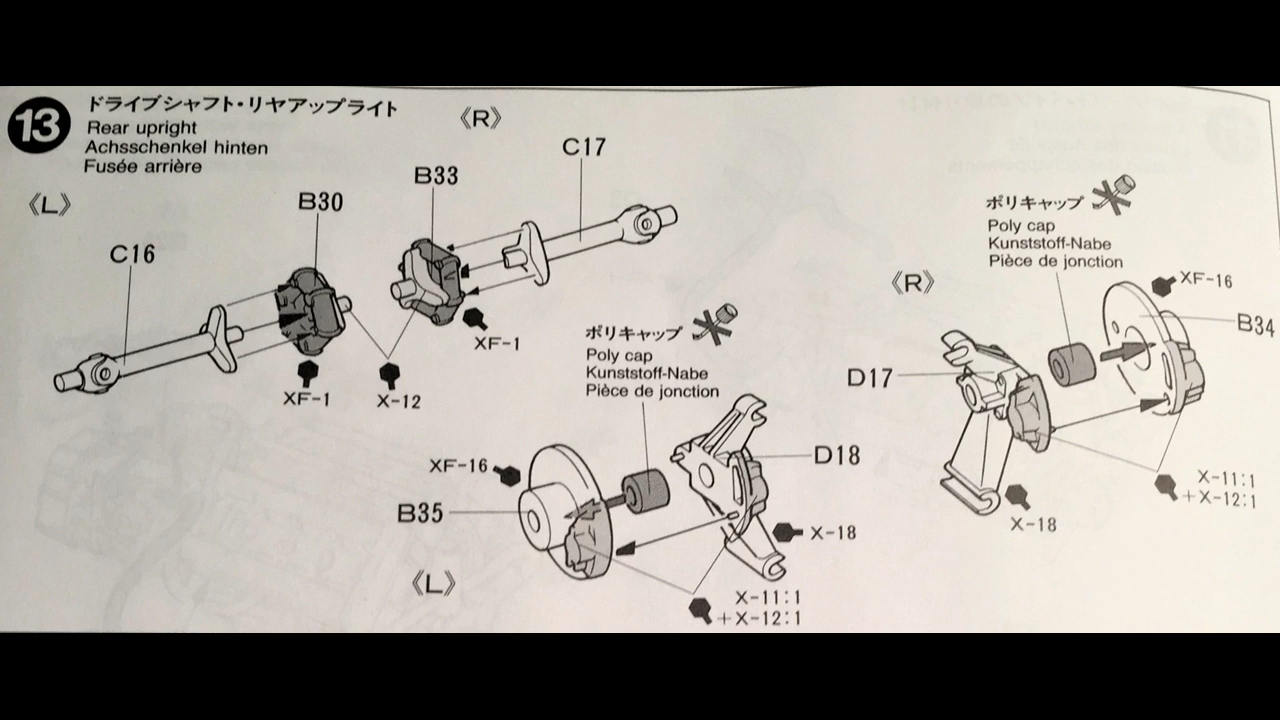 13
ドライブシャフト・リヤアップライト
Rear upright
Achsschenkel hinten
Fusée arrière
《L》
C16
B30
XF-1
X-12
《R》
B33
C17
XF-1
ポリキャップ
Poly cap
Kunststoff-Nabe
Pièce de jonction
XF-16
B35
《L》
D18
X-18
X-11:1
+X-12:1
《R》
ポリキャップ
Poly cap
Kunststoff-Nabe
Pièce de jonction
XF-16
B34
D17
X-18
X-11:1
+X-12:1